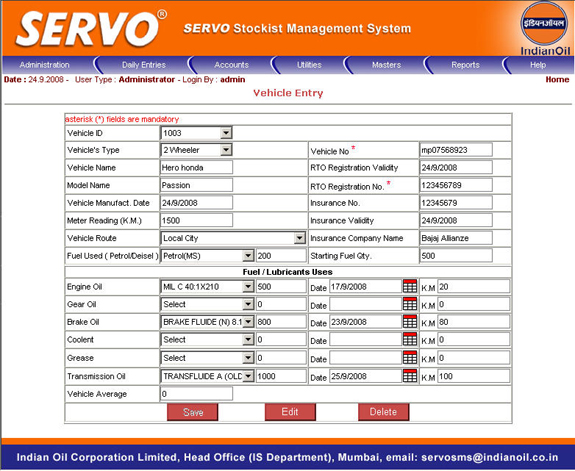 SERVO® SERVO Stockist Management System
इंडियनऑयल
IndianOil
Administration Daily Entries Accounts Utilities Masters Reports Help
Date : 24.9.2008 - User Type : Administrator - Login By : admin Home
Vehicle Entry
asterisk (*) fields are mandatory
Vehicle ID 1003
Vehicle's Type 2 Wheeler Vehicle No * mp07568923
Vehicle Name Hero honda RTO Registration Validity 24/9/2008
Model Name Passion RTO Registration No. * 123456789
Vehicle Manufact. Date 24/9/2008 Insurance No. 12345679
Meter Reading (K.M.) 1500 Insurance Validity 24/9/2008
Vehicle Route Local City Insurance Company Name Bajaj Allianze
Fuel Used ( Petrol/Deisel ) Petrol(MS) 200 Starting Fuel Qty. 500
Fuel / Lubricants Uses
Engine Oil MIL C 40:1X210 500 Date 17/9/2008 K.M 20
Gear Oil Select 0 Date K.M 0
Brake Oil BRAKE FLUIDE (N) 8.1 800 Date 23/9/2008 K.M 80
Coolent Select 0 Date K.M 0
Grease Select 0 Date K.M 0
Transmission Oil TRANSFLUIDE A (OLD 1000 Date 25/9/2008 K.M 100
Vehicle Average 0
Save Edit Delete
Indian Oil Corporation Limited, Head Office (IS Department), Mumbai, email: servosms@indianoil.co.in